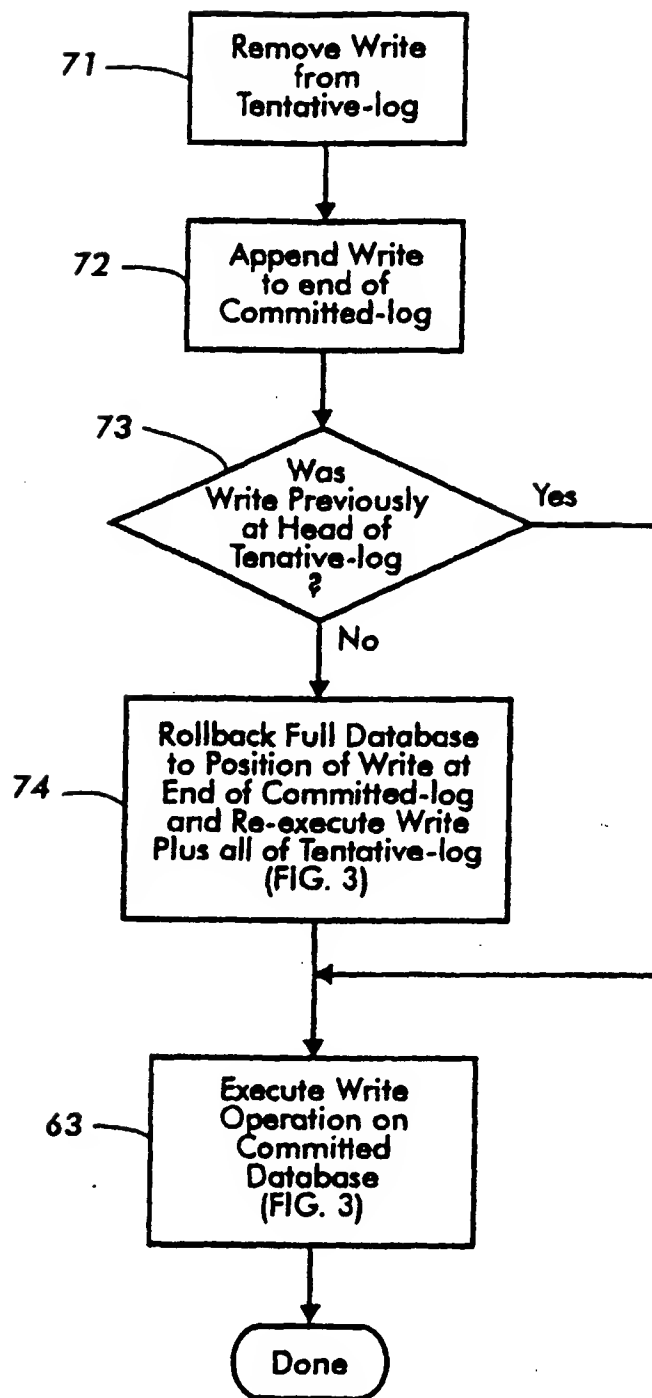 71
Remove Write
from
Tentative-log
72
Append Write
to end of
Committed-log
73
Was
Write Previously
at Head of
Tenative-log
?
Yes
No
74
Rollback Full Database
to Position of Write at
End of Committed-log
and Re-execute Write
Plus all of Tentative-log
(FIG. 3)
63
Execute Write
Operation on
Committed
Database
(FIG. 3)
Done